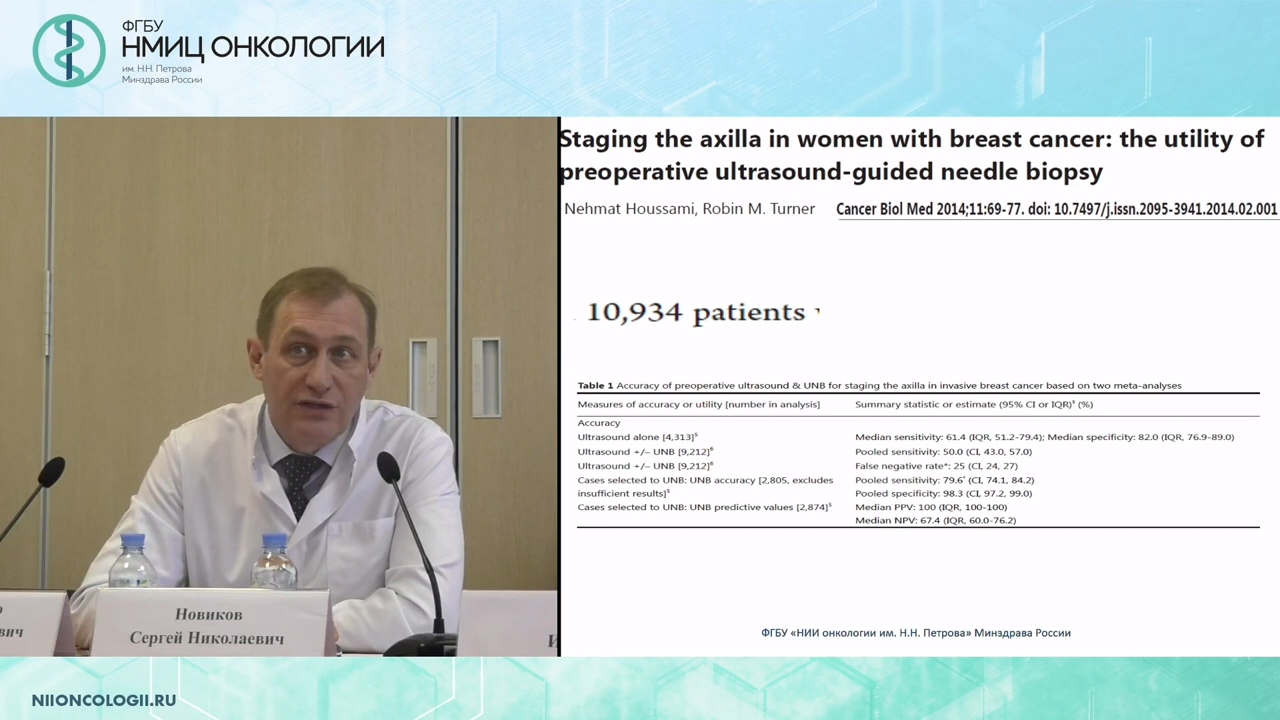 ФГБУ
НМИЦ ОНКОЛОГИИ
им. Н.Н. Петрова
Минздрава России
Staging the axilla in women with breast cancer: the utility of
preoperative ultrasound-guided needle biopsy
Nehmat Houssami, Robin M. Turner
Cancer Biol Med 2014;11:69-77. doi: 10.7497/j.issn.2095-3941.2014.02.001
10,934 patients
Table 1 Accuracy of preoperative ultrasound & UNB for staging the axilla in invasive breast cancer based on two meta-analyses
Measures of accuracy or utility [number in analysis] Summary statistic or estimate (95% CI or IQR)‡ (%)
Accuracy
Ultrasound alone [4,313]⁵ Median sensitivity: 61.4 (IQR, 51.2-79.4); Median specificity: 82.0 (IQR, 76.9-89.0)
Ultrasound +/– UNB [9,212]⁶ Pooled sensitivity: 50.0 (CI, 43.0, 57.0)
Ultrasound +/– UNB [9,212]⁶ False negative rate*: 25 (CI, 24, 27)
Cases selected to UNB: UNB accuracy [2,805, excludes Pooled sensitivity: 79.6† (CI, 74.1, 84.2)
insufficient results]⁵ Pooled specificity: 98.3 (CI, 97.2, 99.0)
Cases selected to UNB: UNB predictive values [2,874]⁵ Median PPV: 100 (IQR, 100-100)
Median NPV: 67.4 (IQR, 60.0-76.2)
ФГБУ «НИИ онкологии им. Н.Н. Петрова» Минздрава России
Новиков
Сергей Николаевич
NIIONCOLOGII.RU